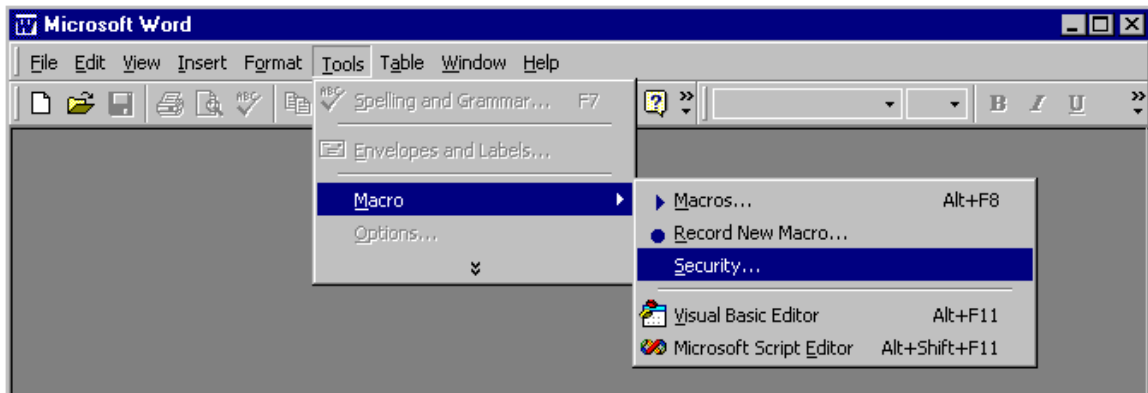 Microsoft Word
File Edit View Insert Format Tools Table Window Help
ABC Spelling and Grammar... F7
B I U
Envelopes and Labels...
Macro
Macros... Alt+F8
Options...
Record New Macro...
Security...
Visual Basic Editor Alt+F11
Microsoft Script Editor Alt+Shift+F11